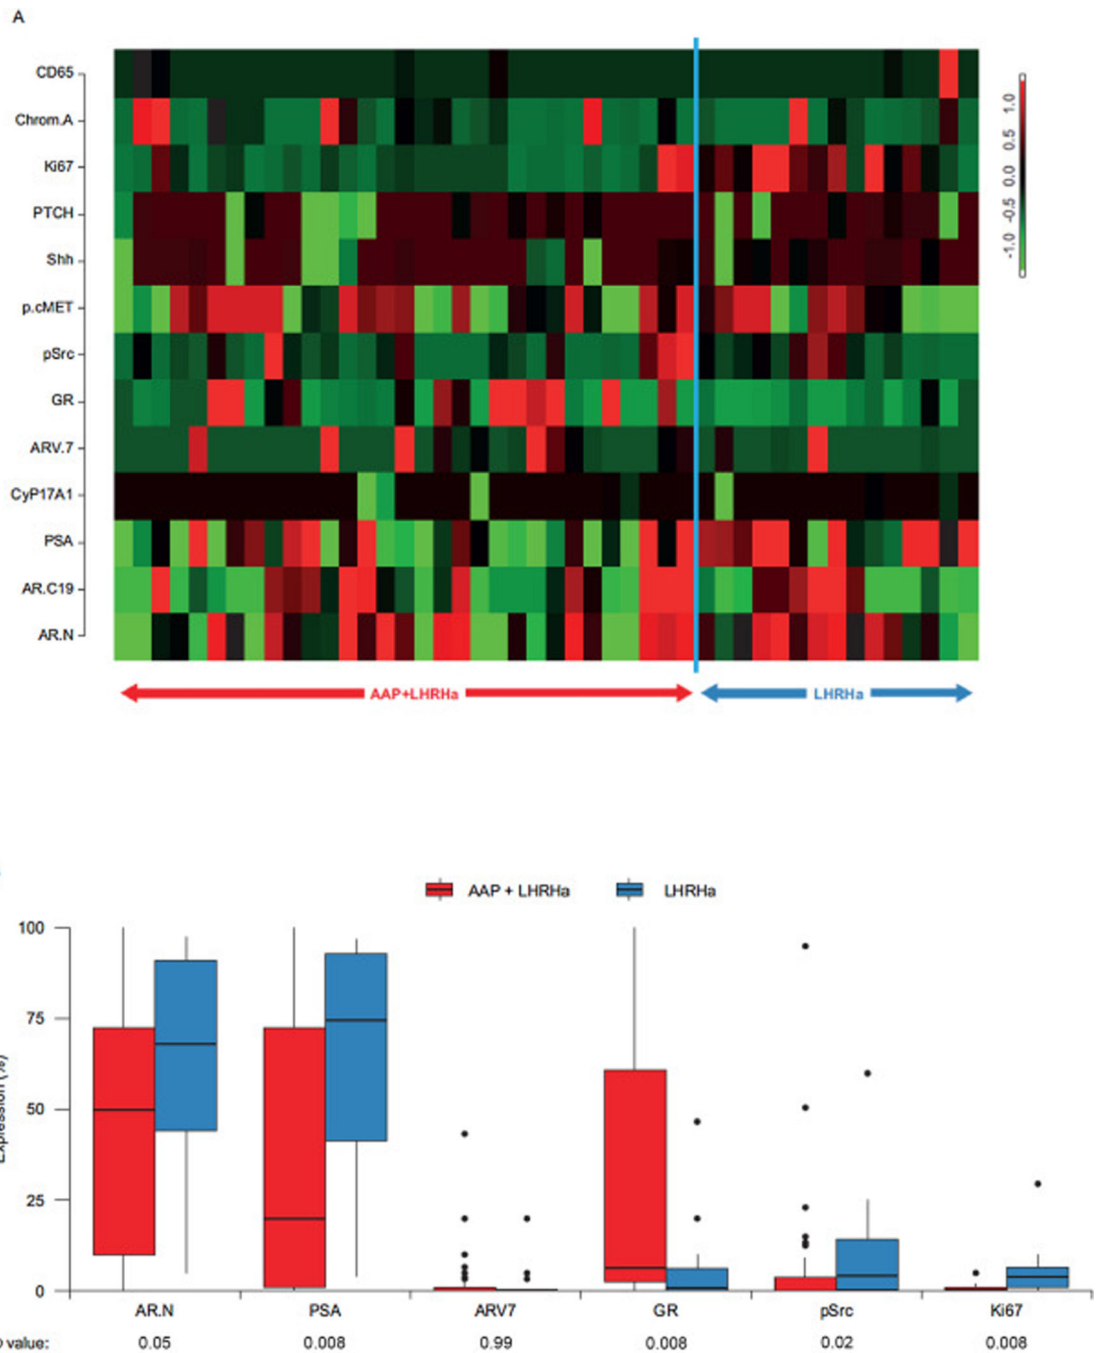 A
CD65
Chrom.A
Ki67
PTCH
Shh
p.cMET
pSrc
GR
ARV.7
CyP17A1
PSA
AR.C19
AR.N
1.0
0.5
0.0
-0.5
-1.0
AAP+LHRHa LHRHa
AAP + LHRHa LHRHa
100
75
50
25
0
Expression (%)
AR.N PSA ARV7 GR pSrc Ki67
value: 0.05 0.008 0.99 0.008 0.02 0.008